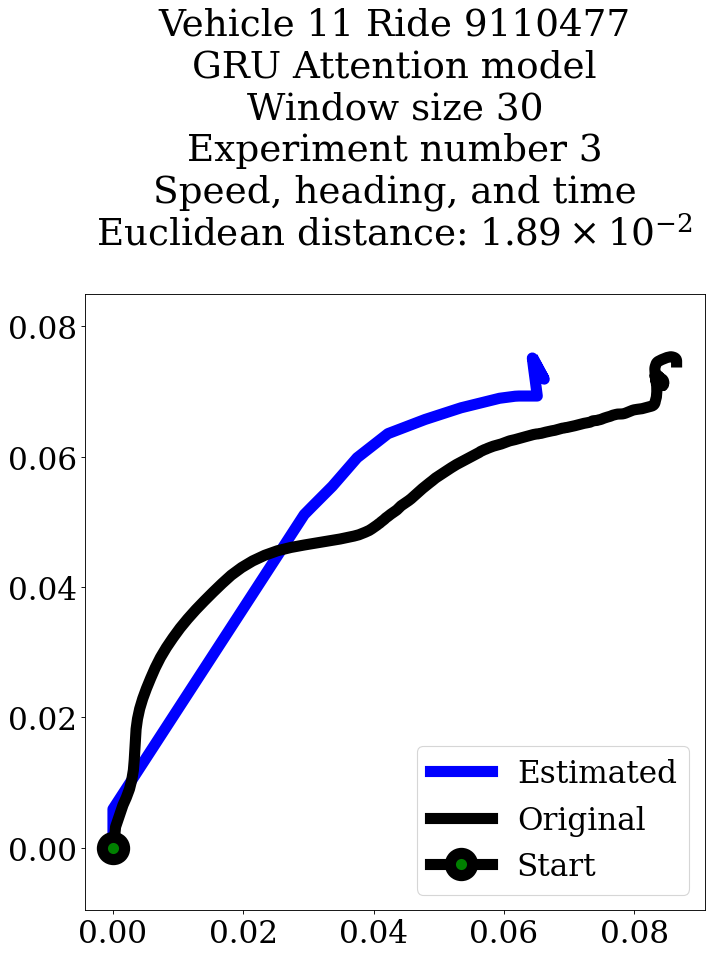 Vehicle 11 Ride 9110477
GRU Attention model
Window size 30
Experiment number 3
Speed, heading, and time
Euclidean distance: 1.89 × 10⁻²
0.08
0.06
0.04
0.02
0.00
Estimated
Original
Start
0.00 0.02 0.04 0.06 0.08